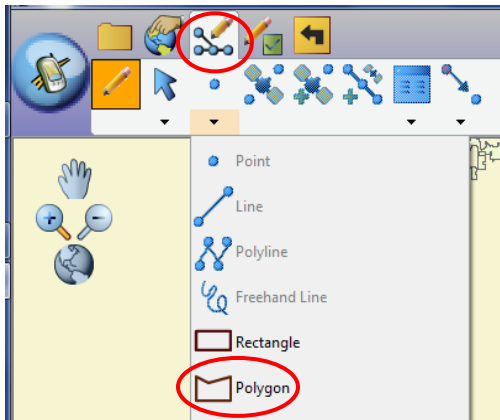 Point
Line
Polyline
Freehand Line
Rectangle
Polygon